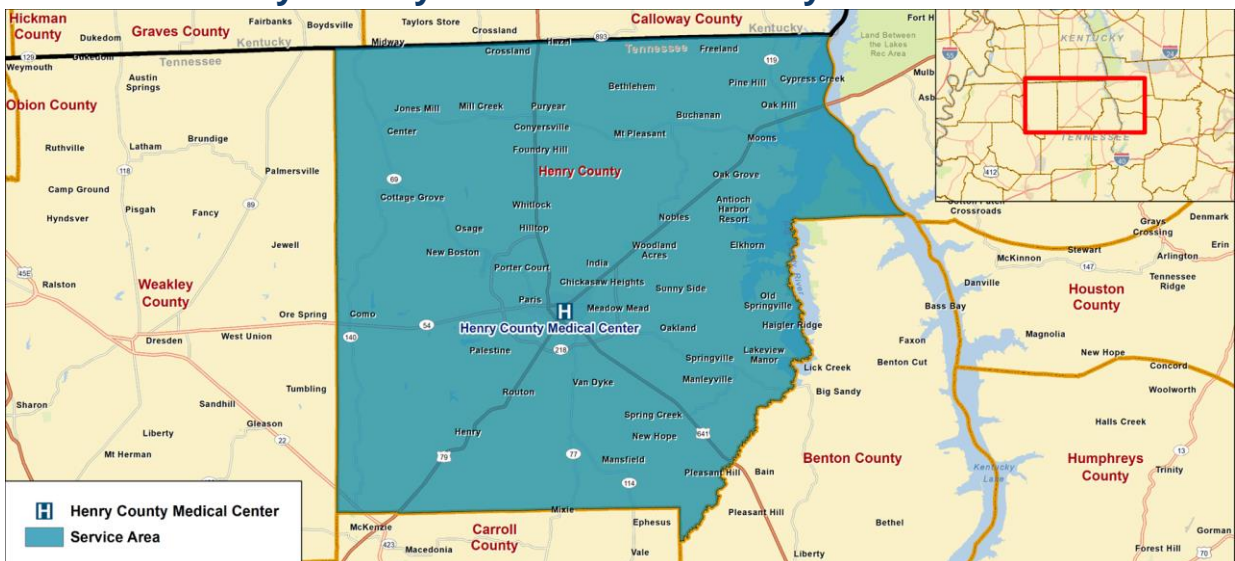 Hickman
County
Dukedom
Graves County
Fairbanks
Boydsville
Taylors Store
Crossland
Calloway County
Kentucky
Midway
Crossland
Hazel
893
Tennessee
Freeland
Kentucky
Land Between
the Lakes
Rec Area
129
Dukedom
Weymouth
Tennessee
Austin
Springs
Obion County
Ruthville
Latham
Brundige
118
Palmersville
Camp Ground
Pisgah
Fancy
89
Hyndsver
Jewell
45E
Ralston
Weakley
County
Ore Spring
Dresden
West Union
Tumbling
Sharon
Sandhill
Gleason
Liberty
22
Mt Herman
119
Bethlehem
Pine Hill
Cypress Creek
Jones Mill
Mill Creek
Puryear
Oak Hill
Buchanan
Center
Conyersville
Mt Pleasant
Moons
Foundry Hill
Henry County
69
Oak Grove
Cottage Grove
Whitlock
Antioch
Harbor
Resort
Nobles
Osage
Hilltop
Woodland
Acres
Elkhorn
New Boston
Porter Court
India
Chickasaw Heights
Sunny Side
Paris
Meadow Mead
Old
Springville
Como
H
54
Henry County Medical Center
Oakland
Haigler Ridge
140
Palestine
218
Springville
Lakeview
Manor
Van Dyke
Manleyville
Routon
Spring Creek
Henry
New Hope
641
79
77
Mansfield
Pleasant Hill
114
Mixie
McKenzie
Carroll
County
Ephesus
423
Macedonia
Vale
Lick Creek
Big Sandy
River
Benton County
Bain
Pleasant Hill
Bethel
Liberty
Faxon
Benton Cut
Bass Bay
Danville
Kentucky
Lake
KENTUCKY
24
TENNESSEE
40
412
Crossroads
Grays
Crossing
Denmark
Stewart
Erin
McKinnon
Arlington
147
Tennessee
Ridge
Houston
County
Magnolia
New Hope
Concord
Woolworth
Halls Creek
13
Humphreys
County
Trinity
Gorman
Forest Hill
70
H Henry County Medical Center
Service Area